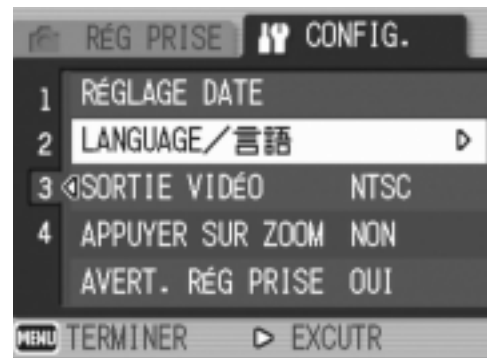 RÉG PRISE CONFIG.
1 RÉGLAGE DATE
2 LANGUAGE/言語
3 SORTIE VIDÉO NTSC
4 APPUYER SUR ZOOM NON
AVERT. RÉG PRISE OUI
MENU TERMINER EXCUTR